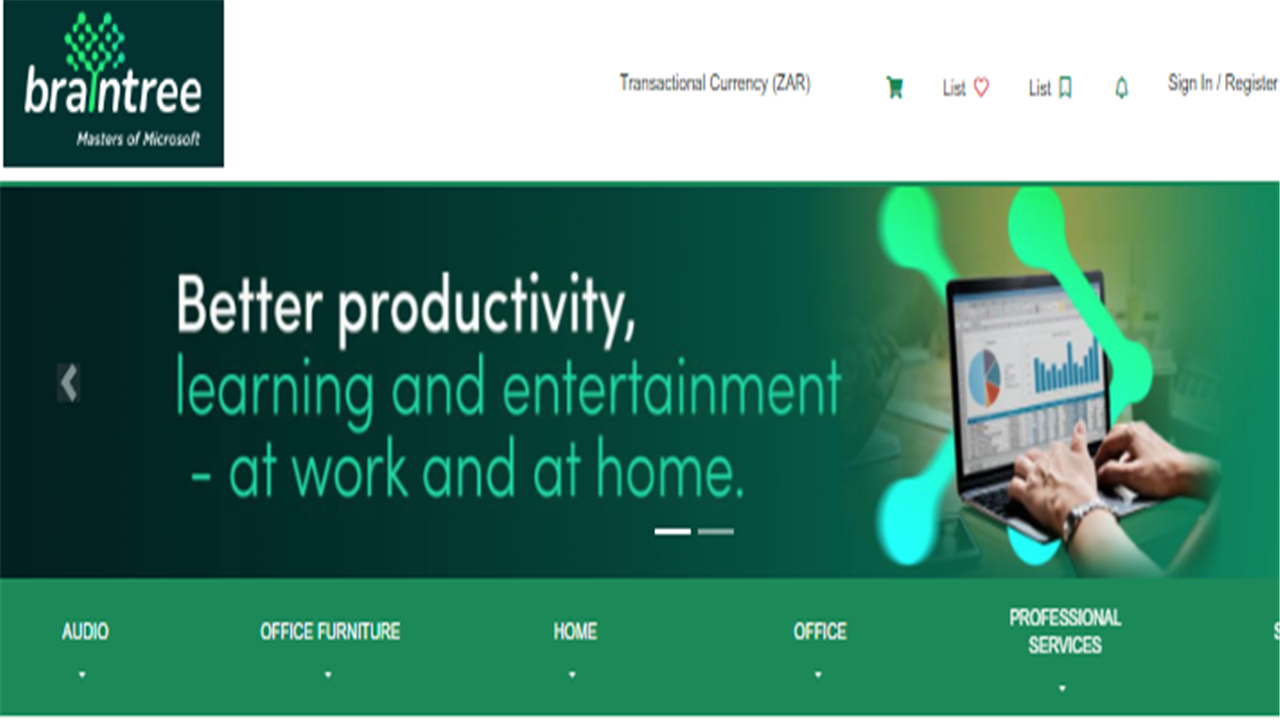 braintree
Masters of Microsoft
Transactional Currency (ZAR)
List
List
Sign In / Register
Better productivity,
learning and entertainment
– at work and at home.
AUDIO
OFFICE FURNITURE
HOME
OFFICE
PROFESSIONAL
SERVICES